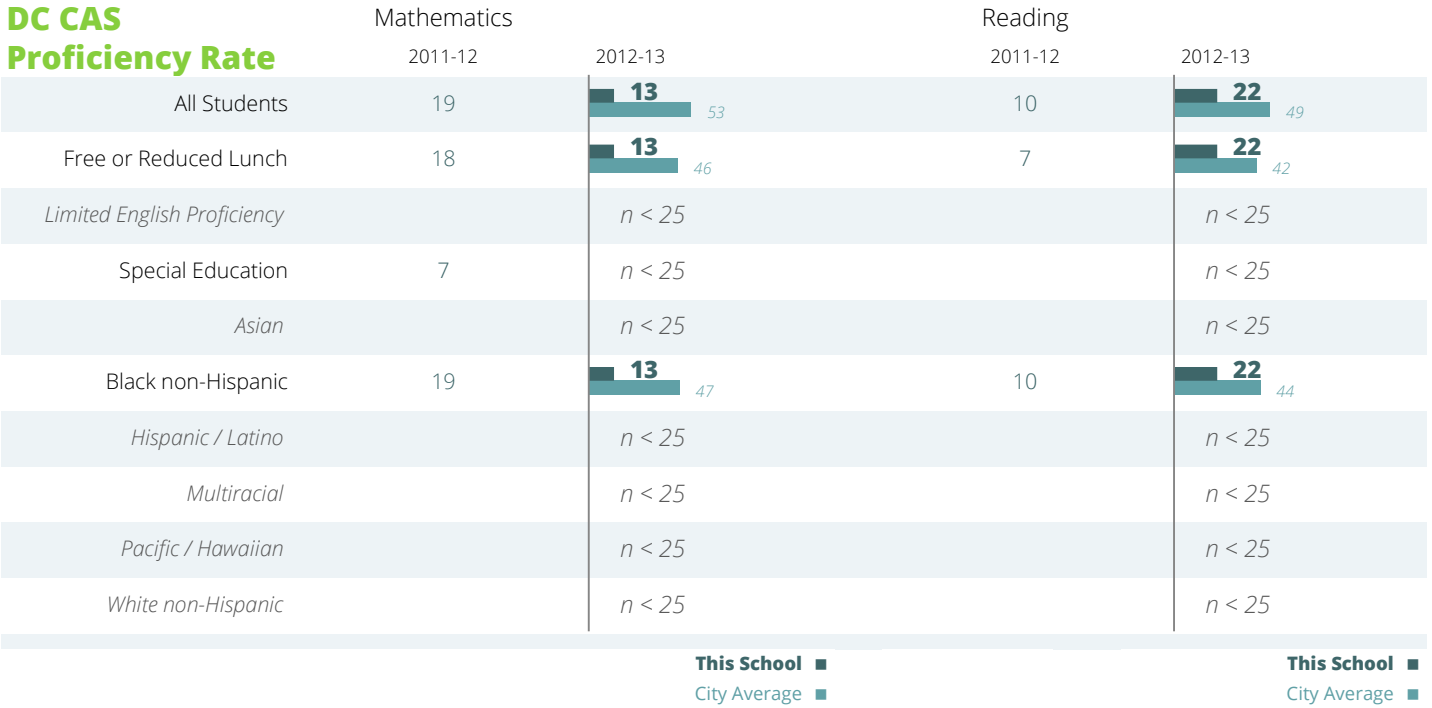 DC CAS
Proficiency Rate
Mathematics
Reading
2011-12 2012-13 2011-12 2012-13
All Students 19 13 53 10 22 49
Free or Reduced Lunch 18 13 46 7 22 42
Limited English Proficiency n < 25 n < 25
Special Education 7 n < 25 n < 25
Asian n < 25 n < 25
Black non-Hispanic 19 13 47 10 22 44
Hispanic / Latino n < 25 n < 25
Multiracial n < 25 n < 25
Pacific / Hawaiian n < 25 n < 25
White non-Hispanic n < 25 n < 25
This School This School
City Average City Average